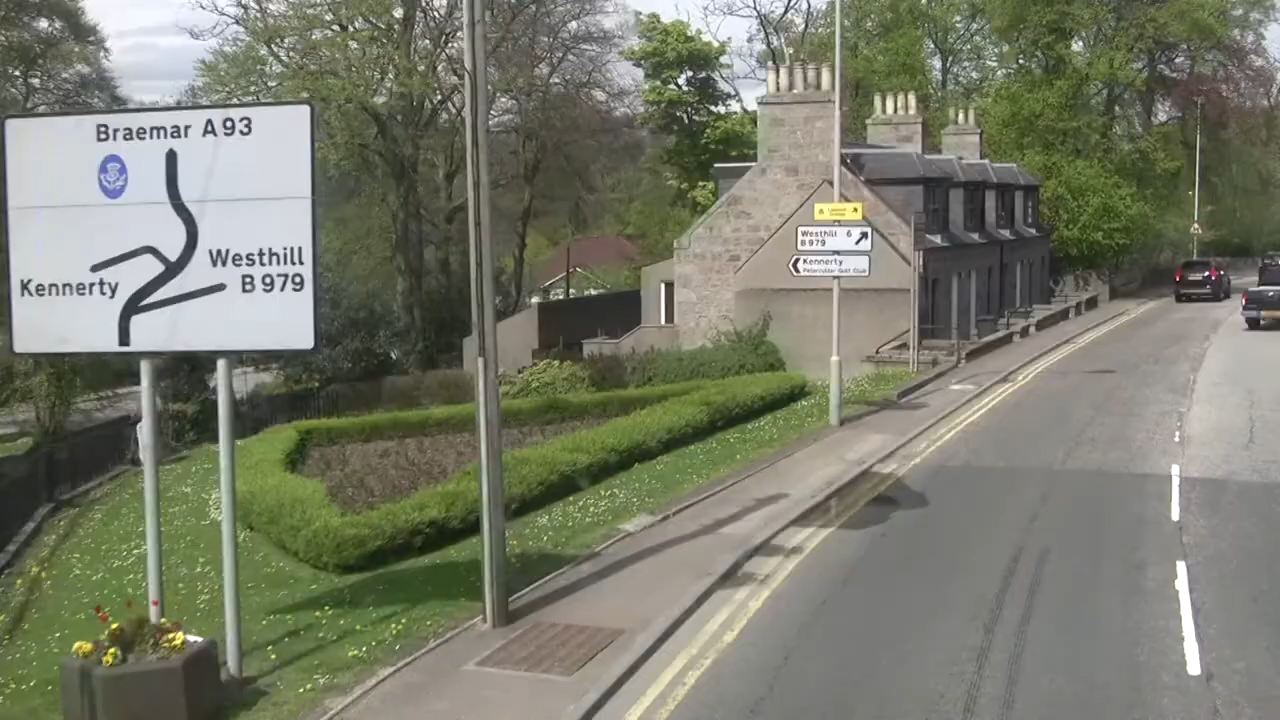 Braemar A93
Westhill
B979
Kennerty
Westhill 6
B979
Kennerty
Peterculter Golf Club